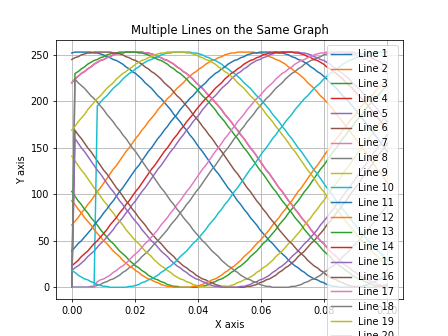 Multiple Lines on the Same Graph
250
200
150
100
50
0
Y axis
0.00
0.02
0.04
0.06
X axis
Line 1
Line 2
Line 3
Line 4
Line 5
Line 6
Line 7
Line 8
Line 9
Line 10
Line 11
Line 12
Line 13
Line 14
Line 15
Line 16
Line 17
Line 18
Line 19
Line 20